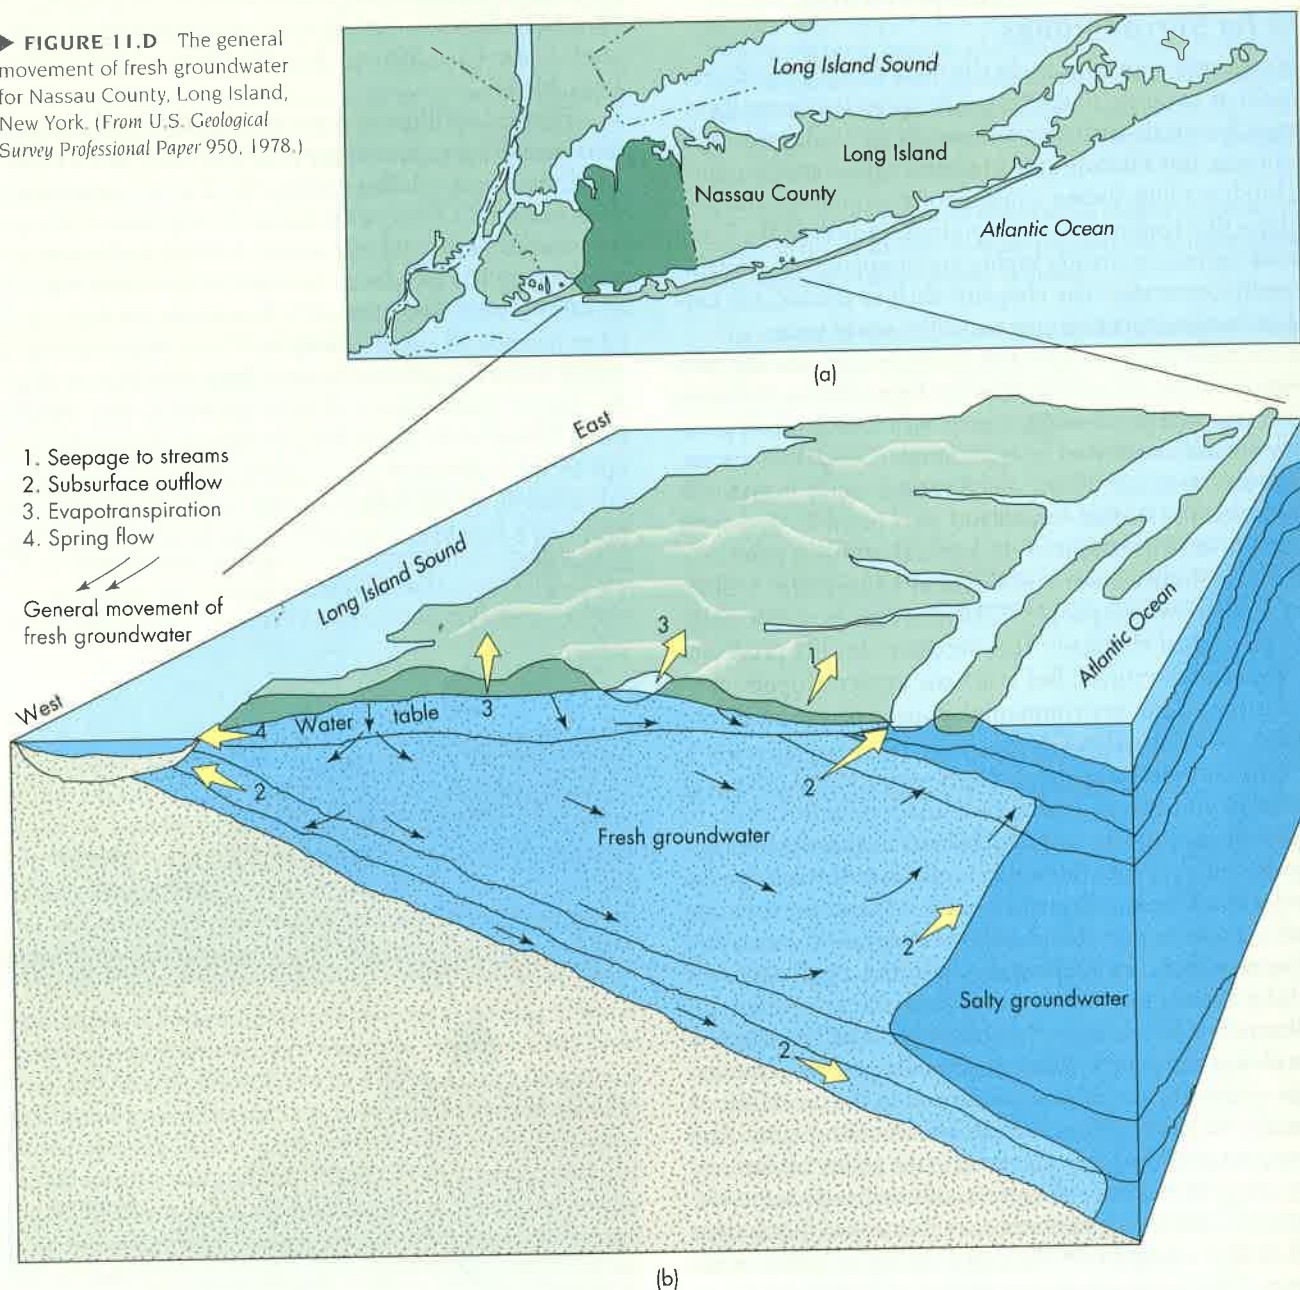 ▶ FIGURE 11.D The general
movement of fresh groundwater
for Nassau County, Long Island,
New York. (From U.S. Geological
Survey Professional Paper 950, 1978.)
Long Island Sound
Long Island
Nassau County
Atlantic Ocean
(a)
East
1. Seepage to streams
2. Subsurface outflow
3. Evapotranspiration
4. Spring flow
General movement of
fresh groundwater
Long Island Sound
Atlantic Ocean
West
3
1
3
4
Water table
2
2
Fresh groundwater
2
Salty groundwater
2
(b)